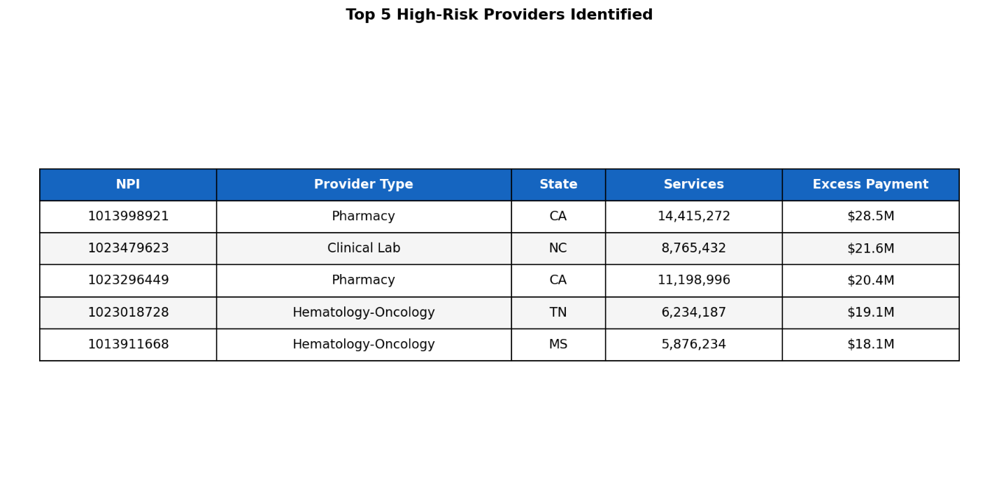 Top 5 High-Risk Providers Identified
NPI Provider Type State Services Excess Payment
1013998921 Pharmacy CA 14,415,272 $28.5M
1023479623 Clinical Lab NC 8,765,432 $21.6M
1023296449 Pharmacy CA 11,198,996 $20.4M
1023018728 Hematology-Oncology TN 6,234,187 $19.1M
1013911668 Hematology-Oncology MS 5,876,234 $18.1M